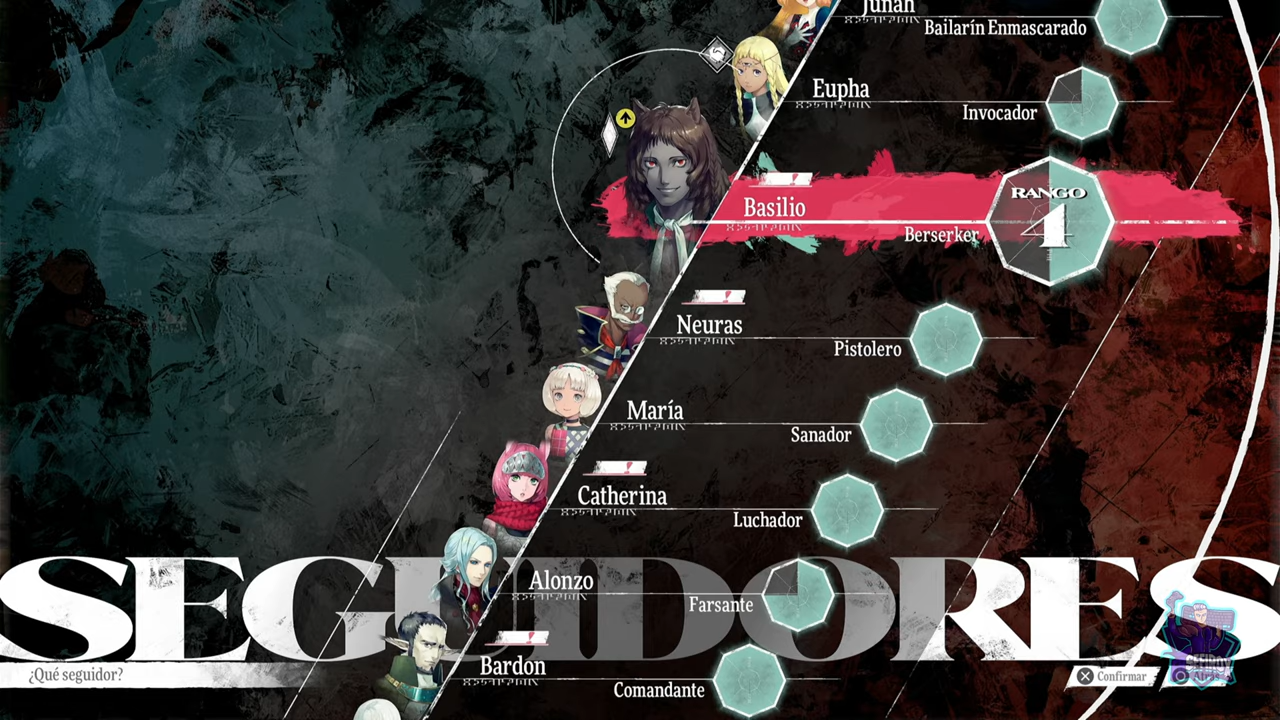 Junah
Bailarín Enmascarado
Eupha
Invocador
RANGO
4
Basilio
Berserker
Neuras
Pistolero
María
Sanador
Catherina
Luchador
Alonzo
Farsante
SEGUIDORES
Bardon
Comandante
¿Qué seguidor?
Confirmar
Atrás